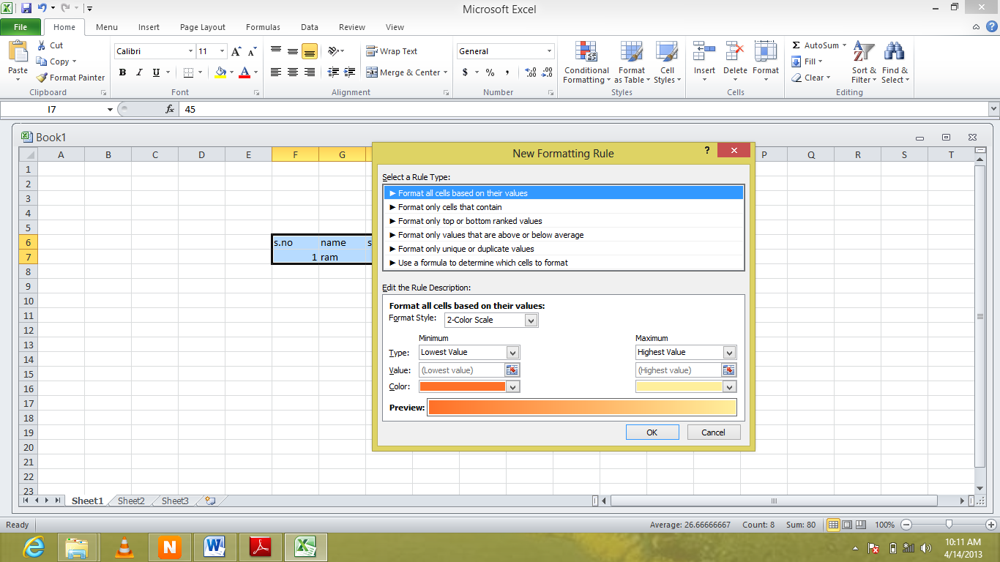 Microsoft Excel
File Home Menu Insert Page Layout Formulas Data Review View
Paste
Cut
Copy
Format Painter
Clipboard
Calibri 11
B I U
Font
Wrap Text
Merge & Center
Alignment
General
$ % ,
Number
Conditional Formatting
Format as Table
Cell Styles
Styles
Insert
Delete
Format
Cells
AutoSum
Fill
Clear
Sort & Filter
Find & Select
Editing
I7 fx 45
Book1
A B C D E F G P Q R S T
1
2
3
4
5
6 s.no name s
7 1 ram
8
9
10
11
12
13
14
15
16
17
18
19
20
21
22
23
New Formatting Rule
Select a Rule Type:
► Format all cells based on their values
► Format only cells that contain
► Format only top or bottom ranked values
► Format only values that are above or below average
► Format only unique or duplicate values
► Use a formula to determine which cells to format
Edit the Rule Description:
Format all cells based on their values:
Format Style: 2-Color Scale
Minimum Maximum
Type: Lowest Value Highest Value
Value: (Lowest value) (Highest value)
Color:
Preview:
OK Cancel
Sheet1 Sheet2 Sheet3
Ready Average: 26.66666667 Count: 8 Sum: 80 100%
10:11 AM
4/14/2013